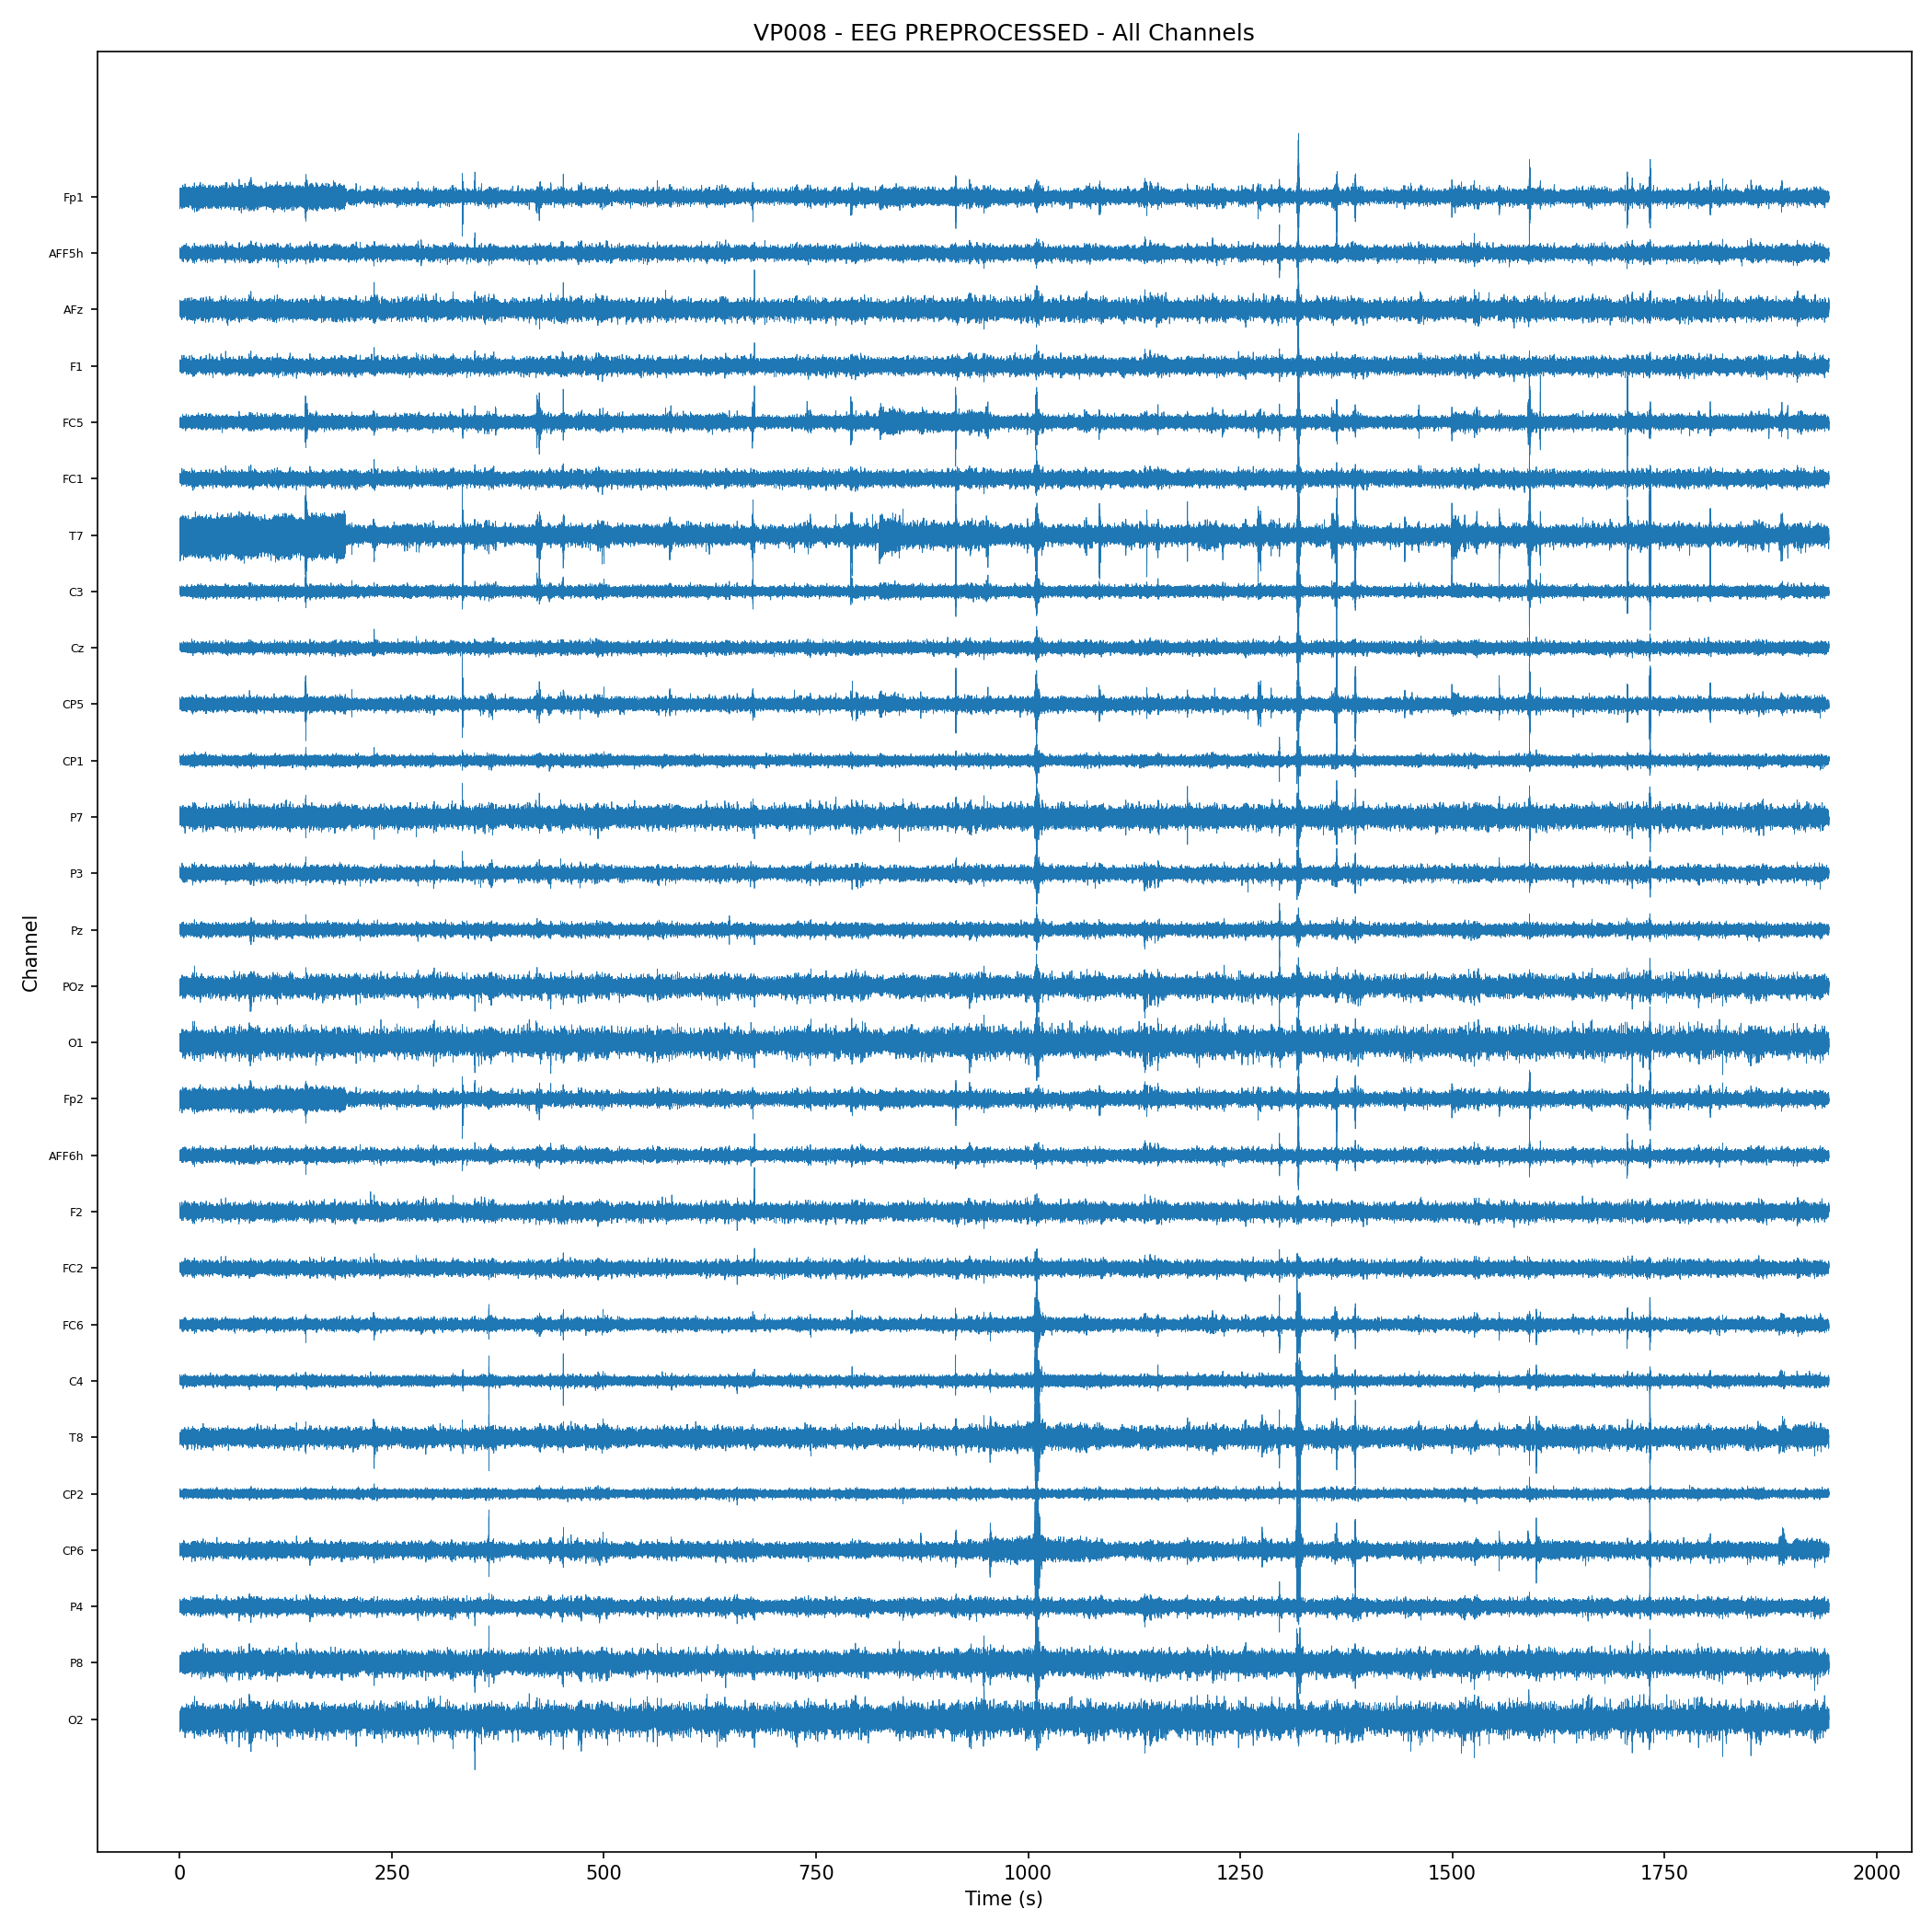 VP008 - EEG PREPROCESSED - All Channels
Channel
Fp1
AFF5h
AFz
F1
FC5
FC1
T7
C3
Cz
CP5
CP1
P7
P3
Pz
POz
O1
Fp2
AFF6h
F2
FC2
FC6
C4
T8
CP2
CP6
P4
P8
O2
0 250 500 750 1000 1250 1500 1750 2000
Time (s)